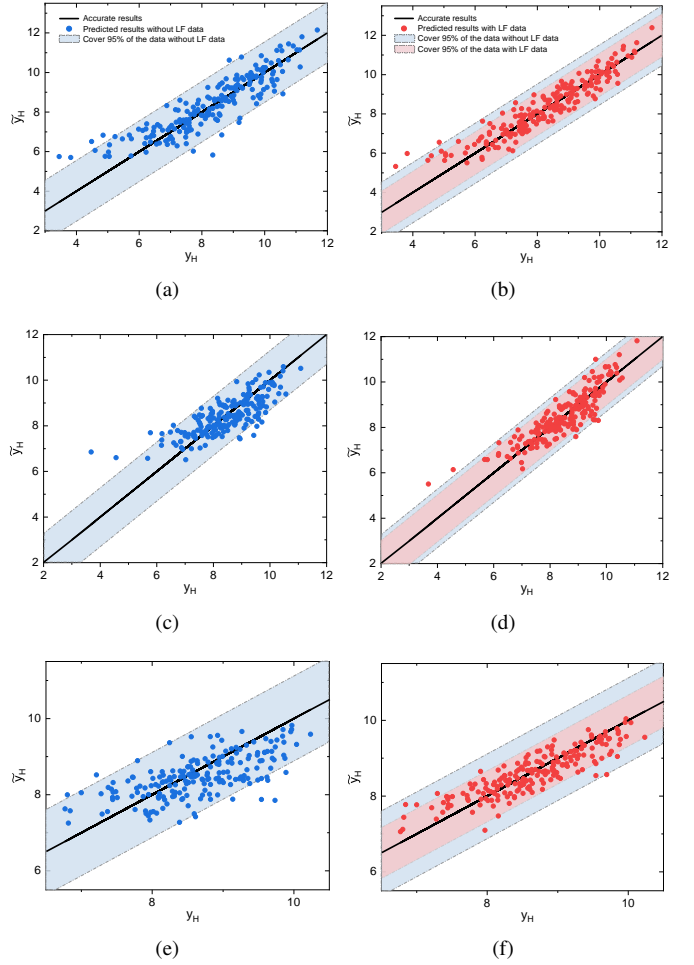 Accurate results
Predicted results without LF data
Cover 95% of the data without LF data
12
10
8
6
4
2
ỹH
4 6 8 10 12
yH
(a)
Accurate results
Predicted results with LF data
Cover 95% of the data without LF data
Cover 95% of the data with LF data
12
10
8
6
4
2
ỹH
4 6 8 10 12
yH
(b)
12
10
8
6
4
2
ỹH
2 4 6 8 10 12
yH
(c)
12
10
8
6
4
2
ỹH
2 4 6 8 10 12
yH
(d)
10
8
6
ỹH
8 10
yH
(e)
10
8
6
ỹH
8 10
yH
(f)